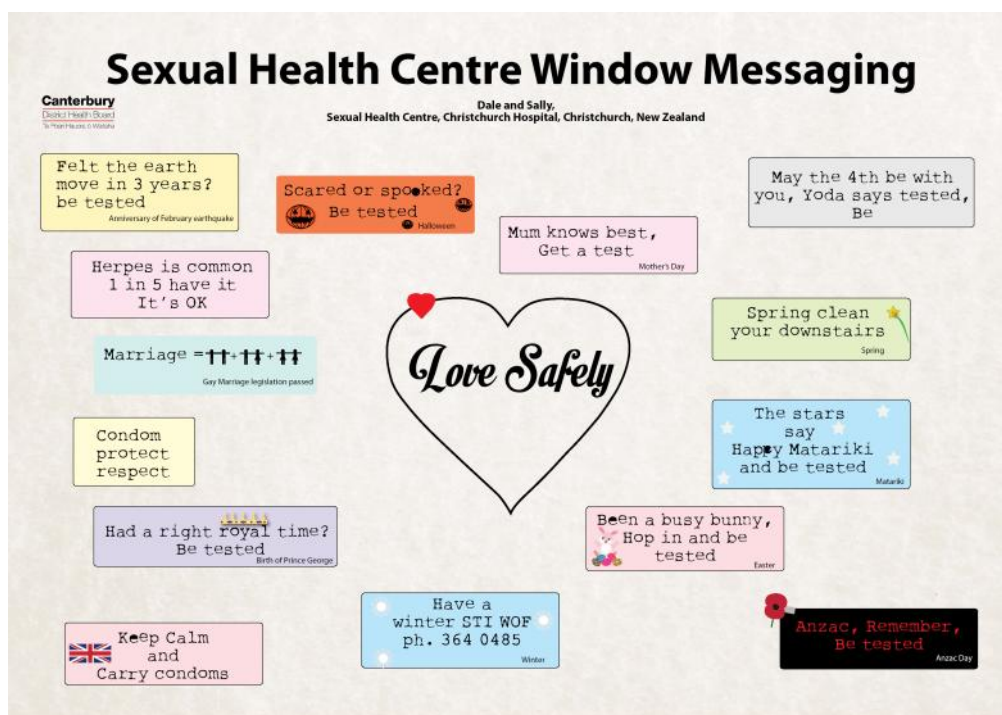 Sexual Health Centre Window Messaging
Canterbury
District Health Board
Te Poari Hauora ō Waitaha
Dale and Sally,
Sexual Health Centre, Christchurch Hospital, Christchurch, New Zealand
Felt the earth
move in 3 years?
be tested
Anniversary of February earthquake
Scared or spooked?
Be tested
Halloween
Mum knows best,
Get a test
Mother's Day
May the 4th be with
you, Yoda says tested,
Be
Herpes is common
1 in 5 have it
It's OK
Marriage =
Gay Marriage legislation passed
Love Safely
Spring clean
your downstairs
Spring
Condom
protect
respect
The stars
say
Happy Matariki
and be tested
Matariki
Had a right royal time?
Be tested
Birth of Prince George
Been a busy bunny,
Hop in and be
tested
Easter
Keep Calm
and
Carry condoms
Have a
winter STI WOF
ph. 364 0485
Winter
Anzac, Remember,
Be tested
Anzac Day